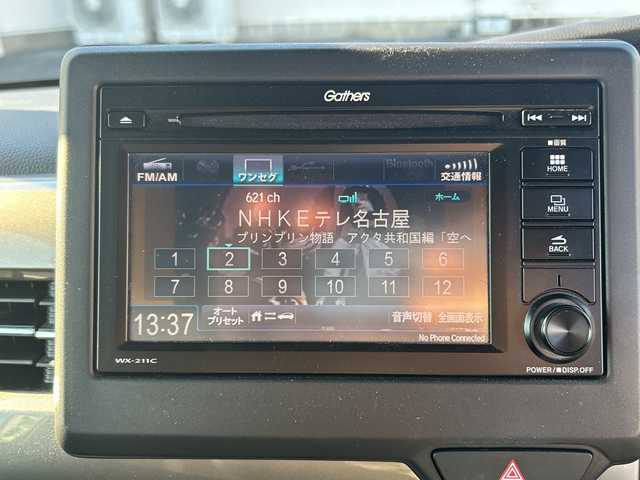 Gathers
■画質
HOME
MENU
BACK
FM/AM
ワンセグ
Bluetooth
交通情報
621 ch
ホーム
NHKEテレ名古屋
プリンプリン物語 アクタ共和国編「空へ
1 2 3 4 5 6
7 8 9 10 11 12
13:37
オート
プリセット
音声切替 全画面表示
No Phone Connected
WX-211C
POWER/■DISP.OFF